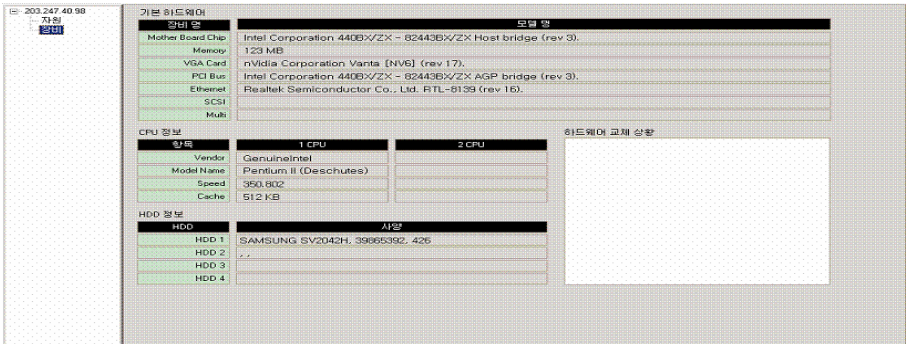 203.247.40.98
자원
장비
기본 하드웨어
장비 명 모델 명
Mother Board Chip Intel Corporation 440BX/ZX - 82443BX/ZX Host bridge (rev 3).
Memory 123 MB
VGA Card nVidia Corporation Vanta [NV6] (rev 17).
PCI Bus Intel Corporation 440BX/ZX - 82443BX/ZX AGP bridge (rev 3).
Ethernet Realtek Semiconductor Co., Ltd. RTL-8139 (rev 16).
SCSI
Multi
CPU 정보
항목 1 CPU 2 CPU
Vendor GenuineIntel
Model Name Pentium II (Deschutes)
Speed 350.802
Cache 512 KB
하드웨어 교체 상황
HDD 정보
HDD 사양
HDD 1 SAMSUNG SV2042H, 39865392, 426
HDD 2 , ,
HDD 3
HDD 4